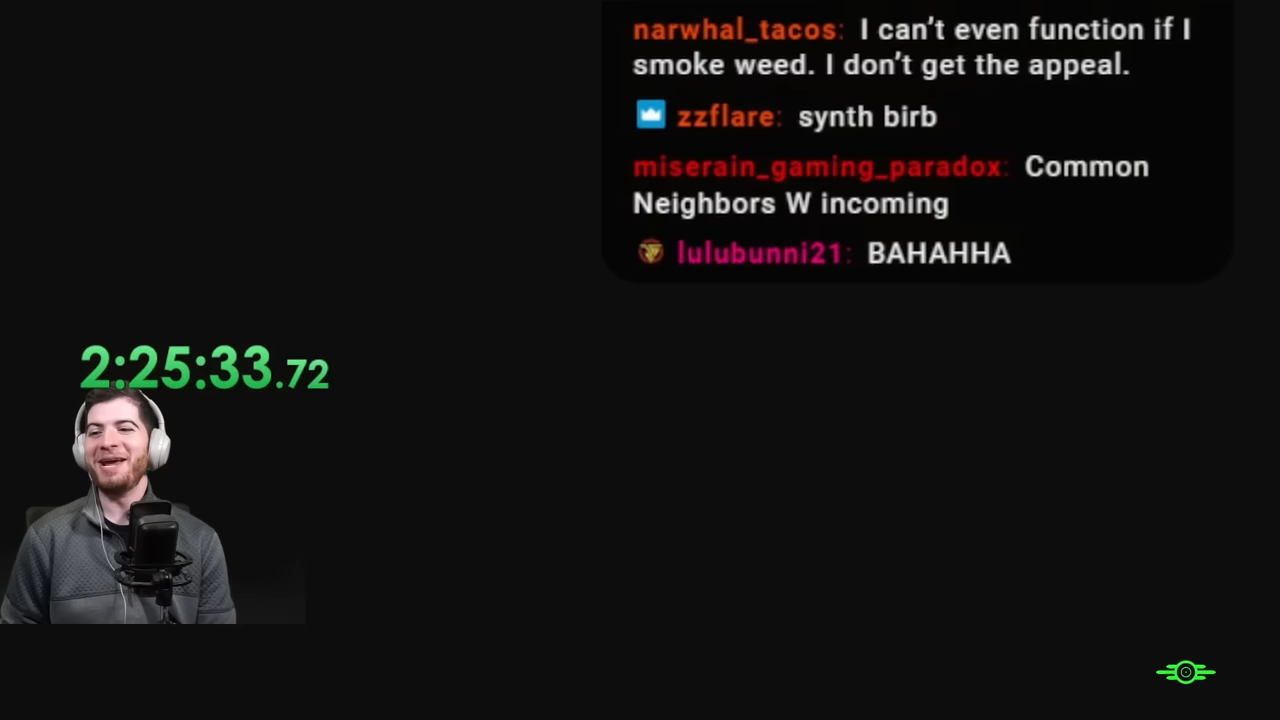 narwhal_tacos: I can’t even function if I
smoke weed. I don’t get the appeal.
zzflare: synth birb
miserain_gaming_paradox: Common
Neighbors W incoming
lulubunni21: BAHAHHA
2:25:33.72